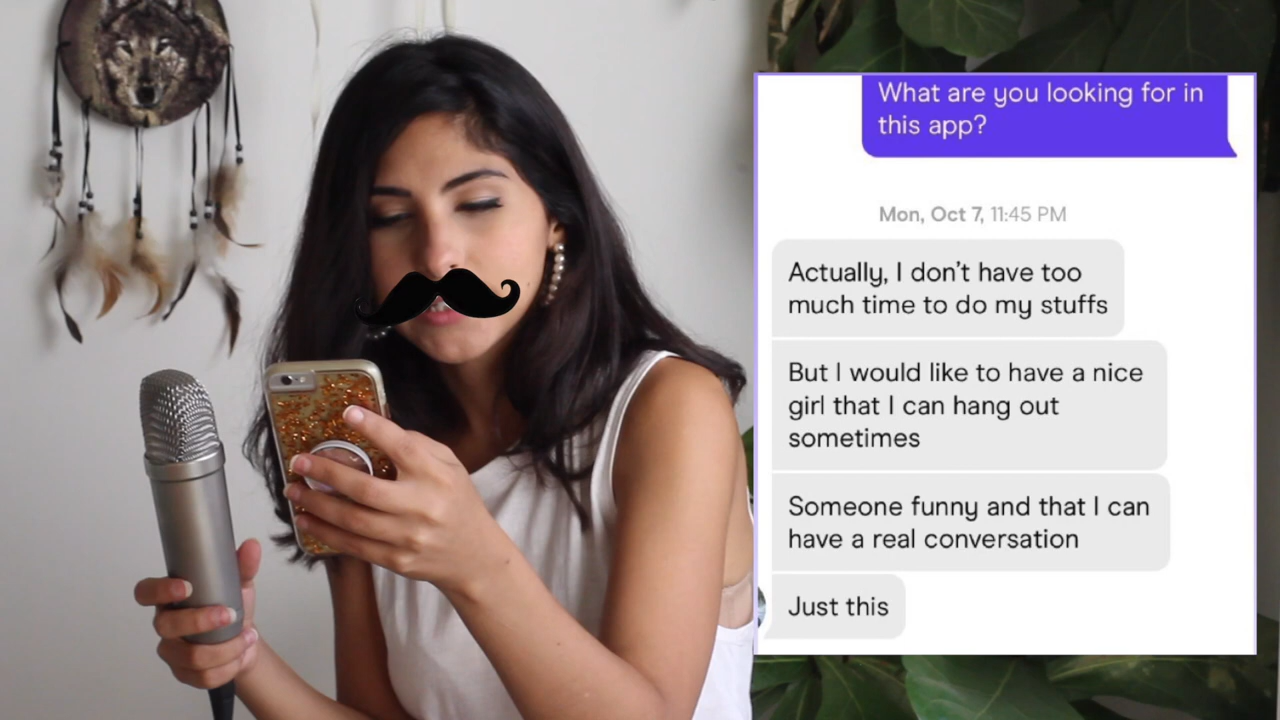 What are you looking for in
this app?
Mon, Oct 7, 11:45 PM
Actually, I don’t have too
much time to do my stuffs
But I would like to have a nice
girl that I can hang out
sometimes
Someone funny and that I can
have a real conversation
Just this